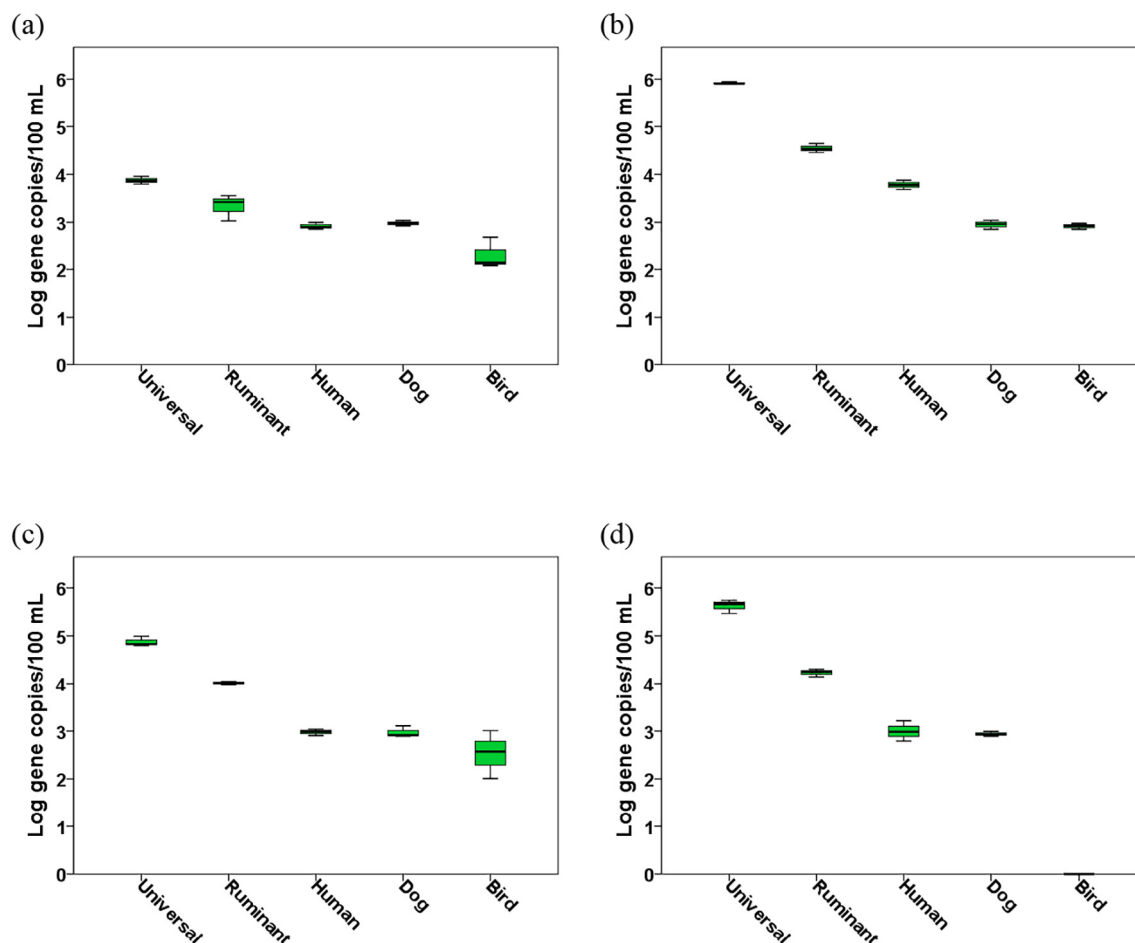 (a)
Log gene copies/100 mL
6
5
4
3
2
1
0
Universal
Ruminant
Human
Dog
Bird
(b)
Log gene copies/100 mL
6
5
4
3
2
1
0
Universal
Ruminant
Human
Dog
Bird
(c)
Log gene copies/100 mL
6
5
4
3
2
1
0
Universal
Ruminant
Human
Dog
Bird
(d)
Log gene copies/100 mL
6
5
4
3
2
1
0
Universal
Ruminant
Human
Dog
Bird